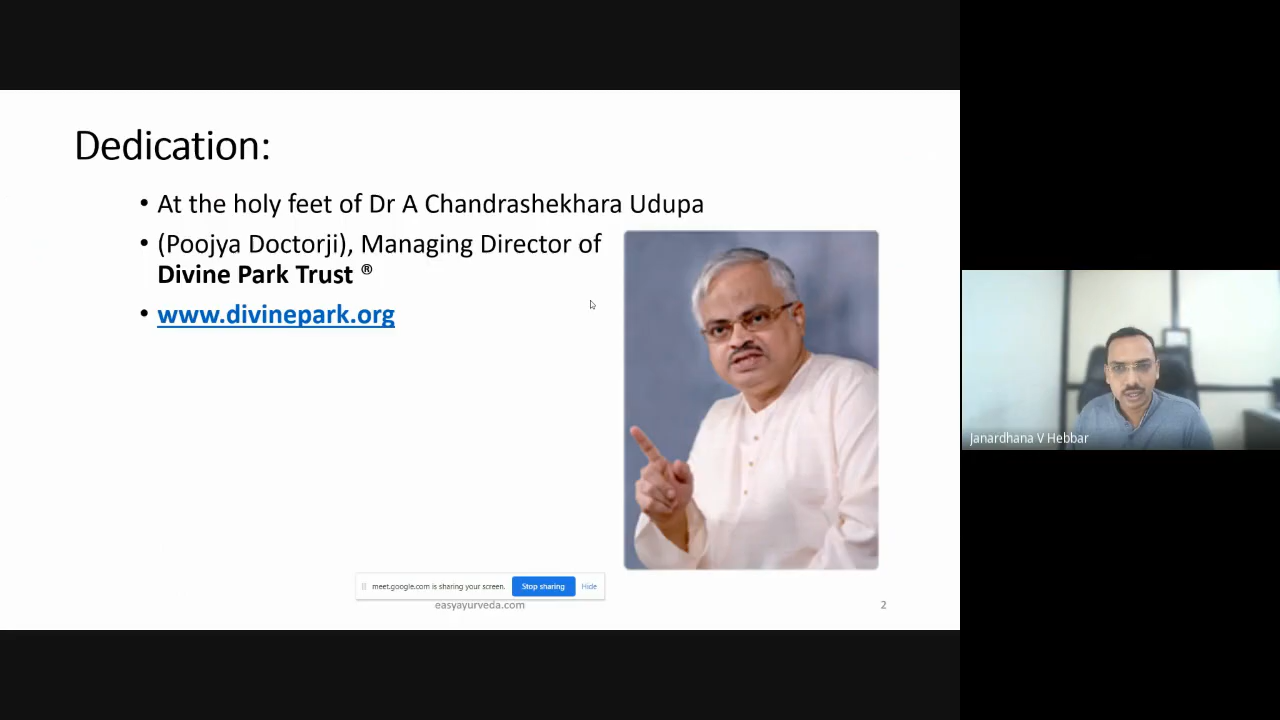 Dedication:
• At the holy feet of Dr A Chandrashekhara Udupa
• (Poojya Doctorji), Managing Director of
Divine Park Trust ®
• www.divinepark.org
meet.google.com is sharing your screen. Stop sharing Hide
easyayurveda.com 2
Janardhana V Hebbar